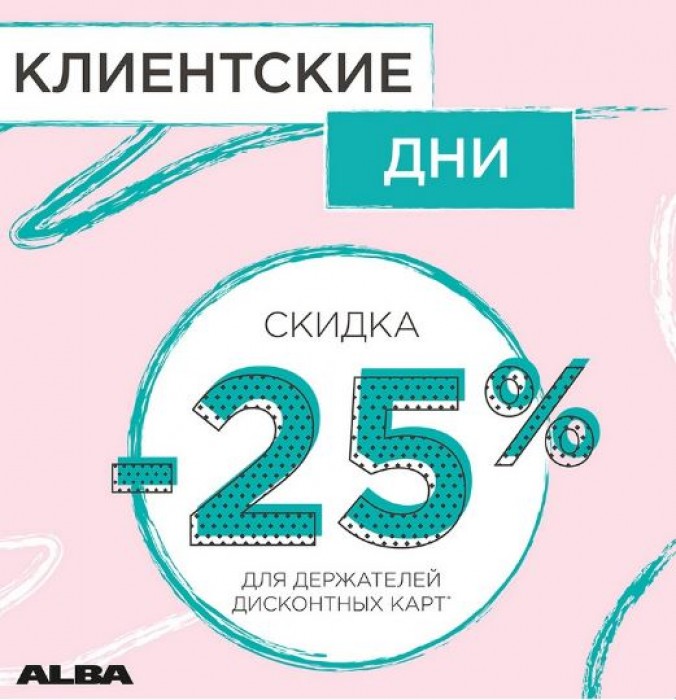 КЛИЕНТСКИЕ
ДНИ
СКИДКА
-25%
ДЛЯ ДЕРЖАТЕЛЕЙ
ДИСКОНТНЫХ КАРТ*
ALBA